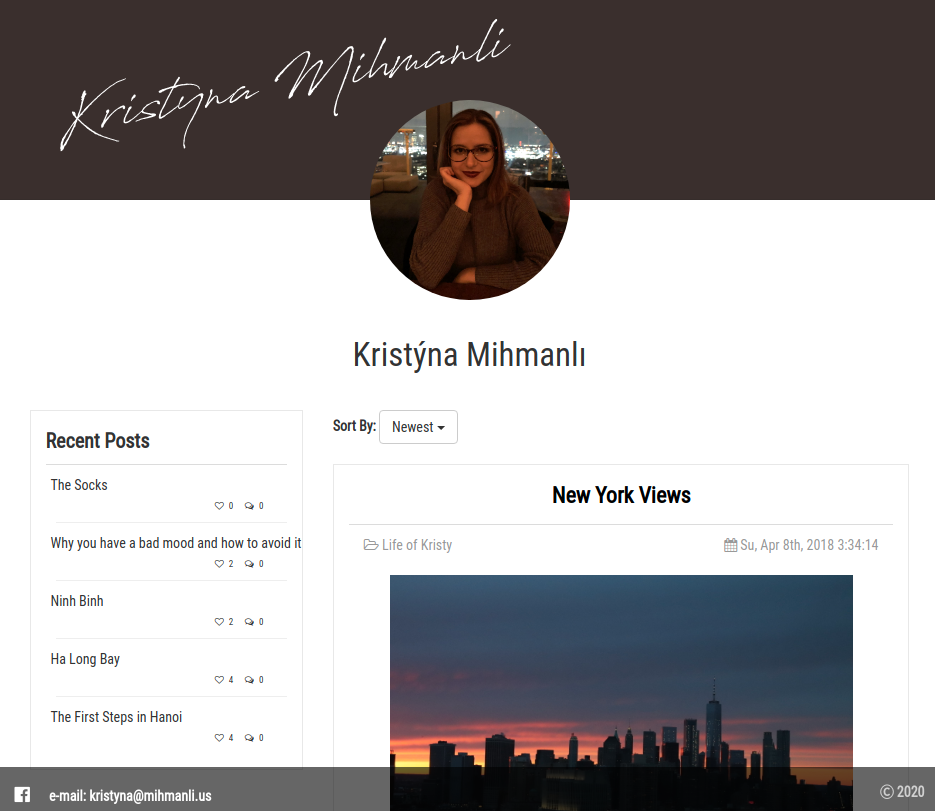 Kristyna Mihmanli
Kristýna Mihmanlı
Recent Posts
The Socks
0 0
Why you have a bad mood and how to avoid it
2 0
Ninh Binh
2 0
Ha Long Bay
4 0
The First Steps in Hanoi
4 0
Sort By: Newest
New York Views
Life of Kristy Su, Apr 8th, 2018 3:34:14
e-mail: kristyna@mihmanli.us
© 2020